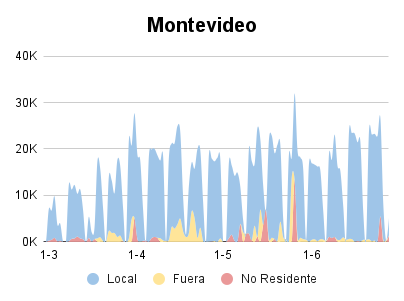 Montevideo
40K
30K
20K
10K
0K
1-3 1-4 1-5 1-6
Local Fuera No Residente